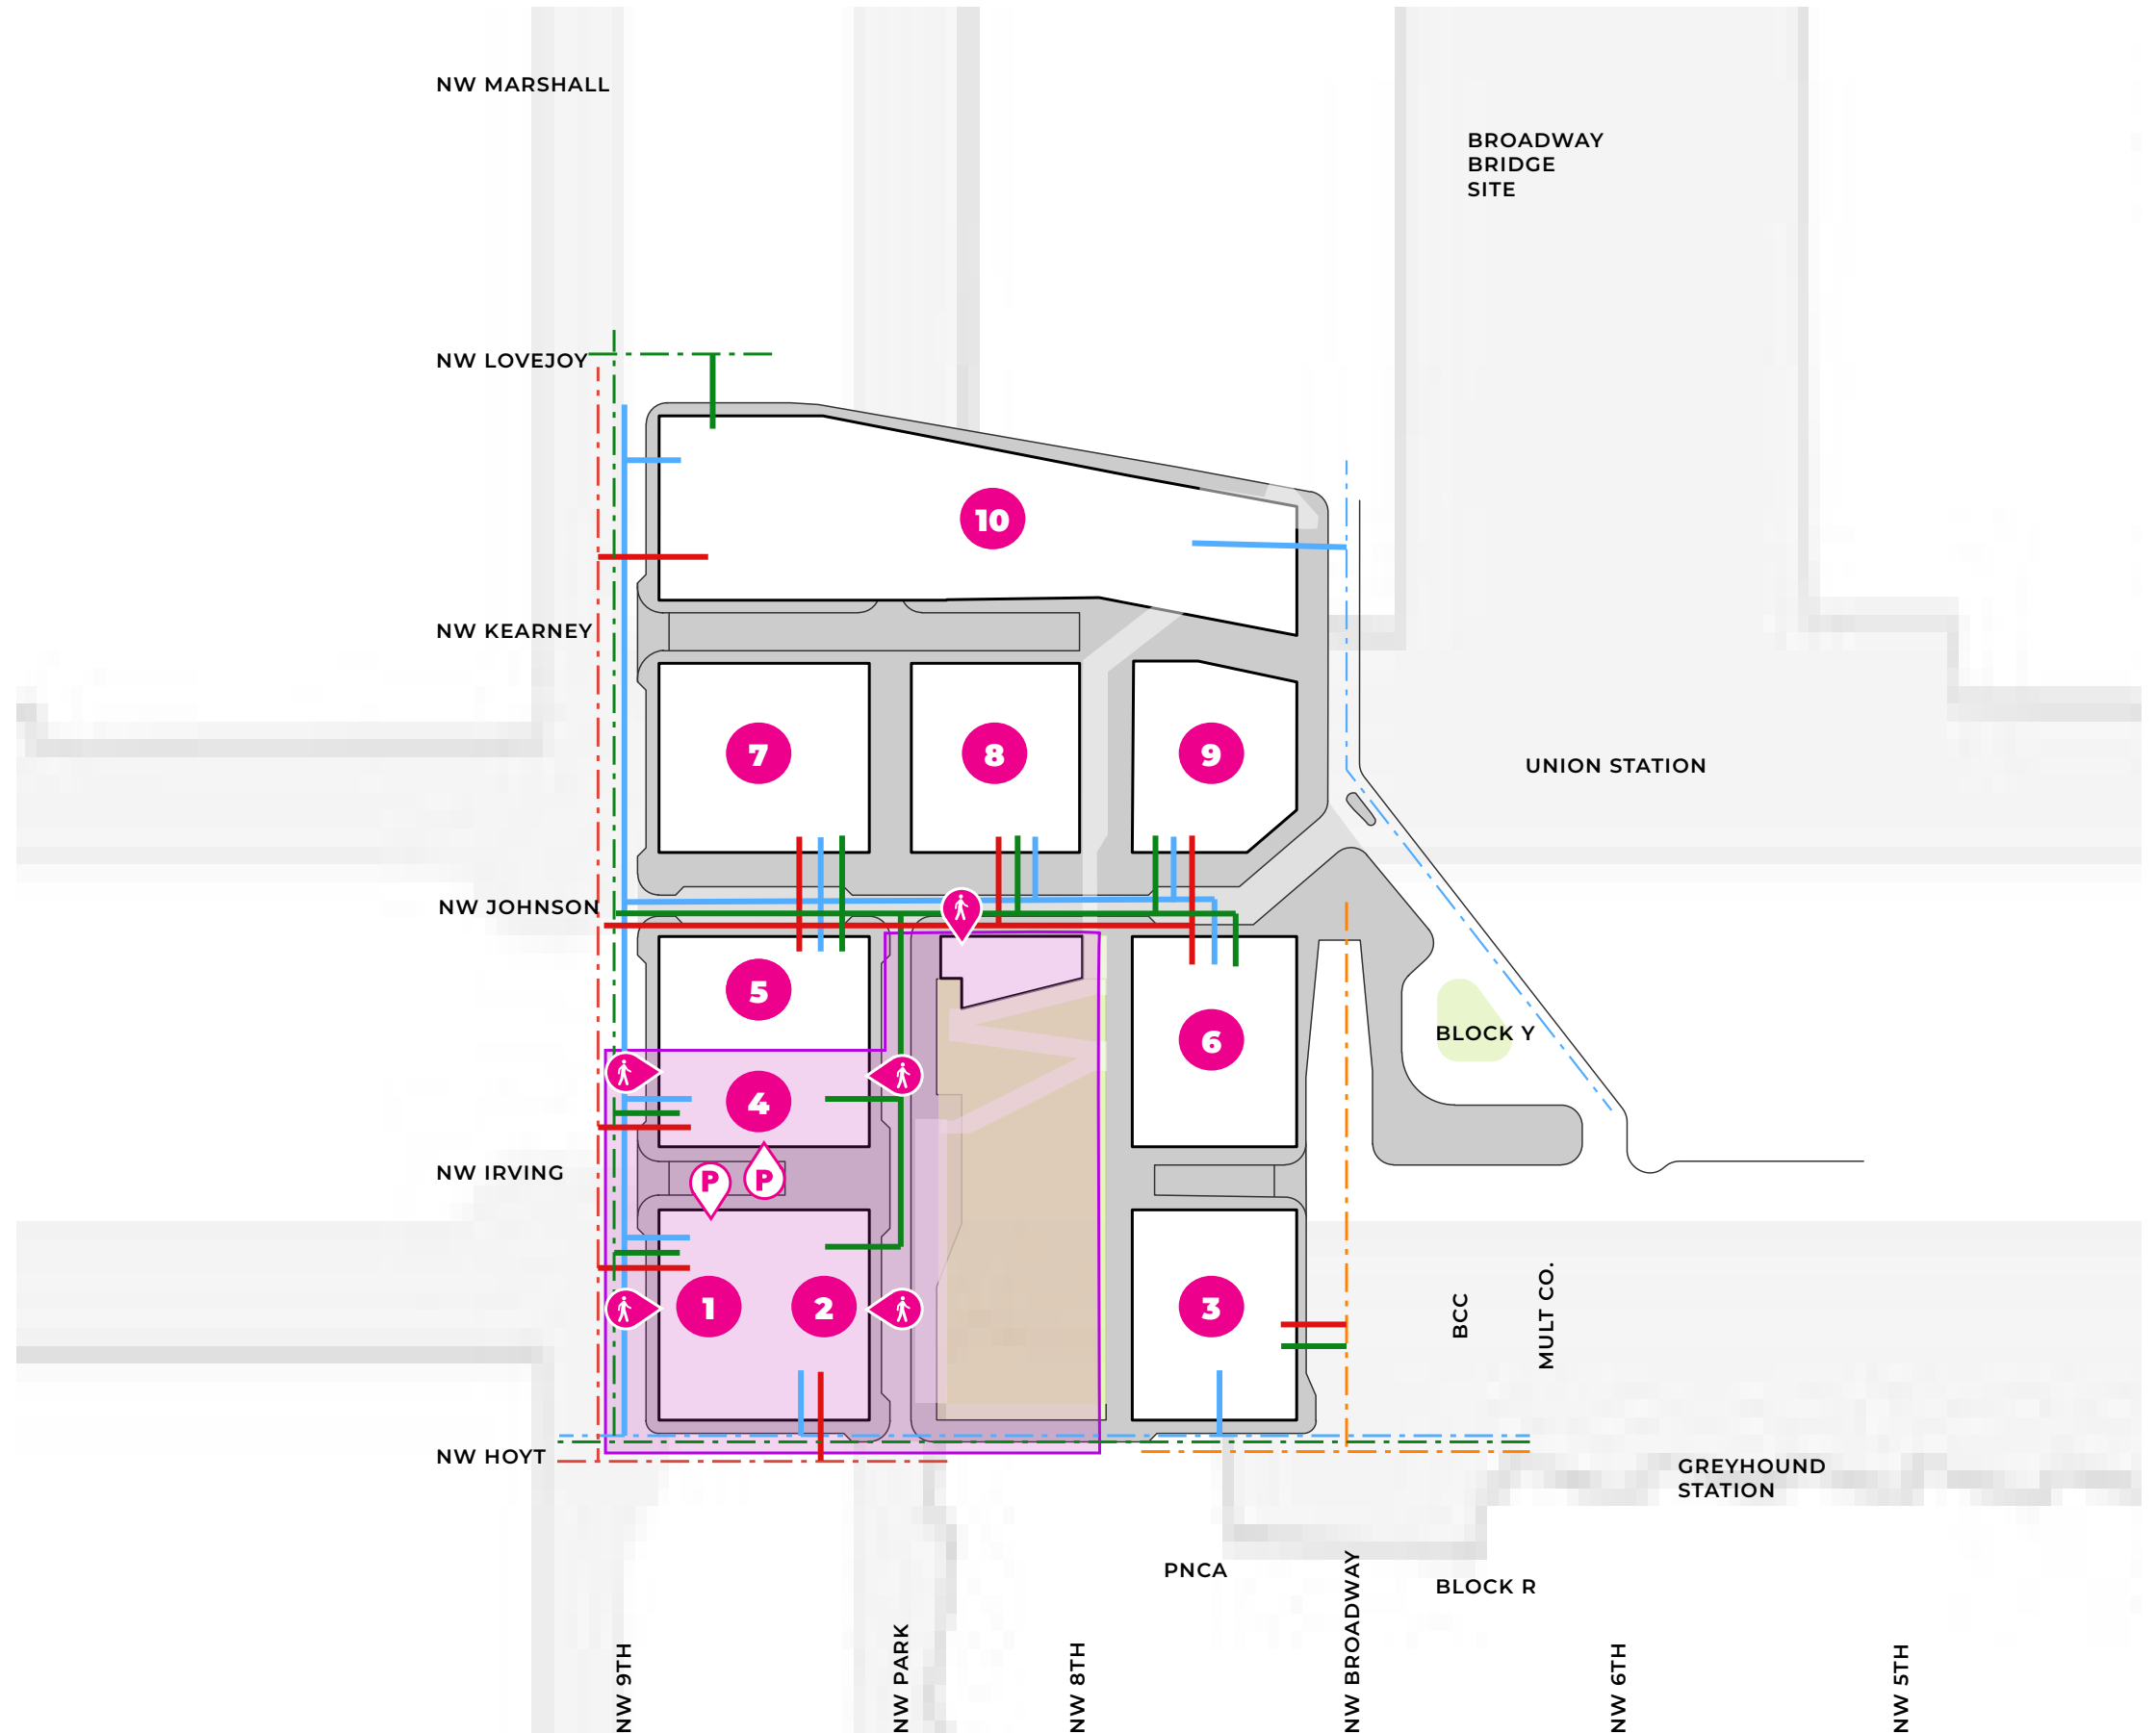 NW MARSHALL
BROADWAY
BRIDGE
SITE
NW LOVEJOY
10
NW KEARNEY
7
8
9
UNION STATION
NW JOHNSON
5
6
BLOCK Y
4
NW IRVING
P
P
1
2
3
BCC
MULT CO.
NW HOYT
GREYHOUND
STATION
PNCA
BLOCK R
NW 9TH
NW PARK
NW 8TH
NW BROADWAY
NW 6TH
NW 5TH